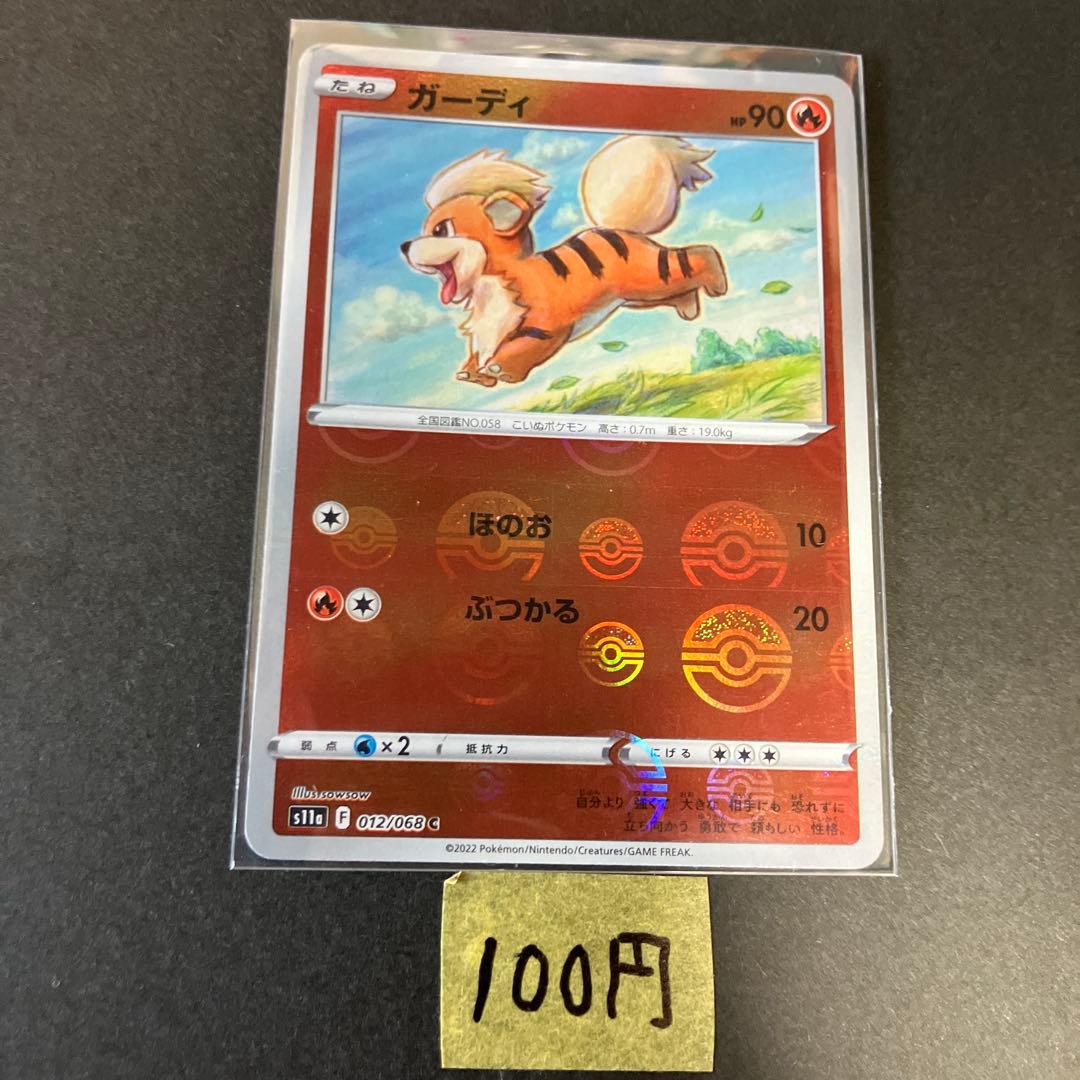 たね ガーディ HP90
全国図鑑NO.058 こいぬポケモン 高さ:0.7m 重さ:19.0kg
ほのお 10
ぶつかる 20
弱点 ×2 抵抗力 にげる
Illus.sowsow
自分より 強くて 大きな 相手にも 恐れずに
立ち向かう 勇敢で 頼もしい 性格。
s11a F 012/068 C
©2022 Pokémon/Nintendo/Creatures/GAME FREAK.
100円